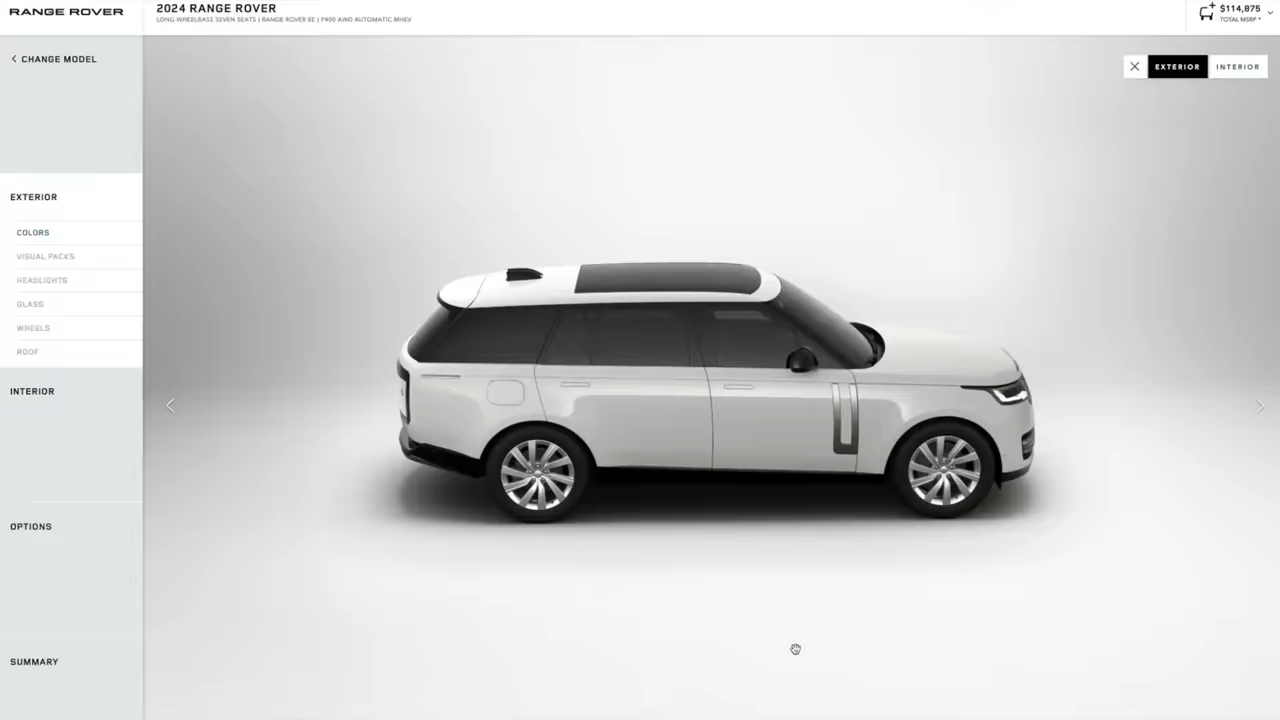 RANGE ROVER
2024 RANGE ROVER
LONG WHEELBASE SEVEN SEATS | RANGE ROVER SE | P400 AWD AUTOMATIC MHEV
$114,875
TOTAL MSRP *
CHANGE MODEL
EXTERIOR
INTERIOR
EXTERIOR
COLORS
VISUAL PACKS
HEADLIGHTS
GLASS
WHEELS
ROOF
INTERIOR
OPTIONS
SUMMARY